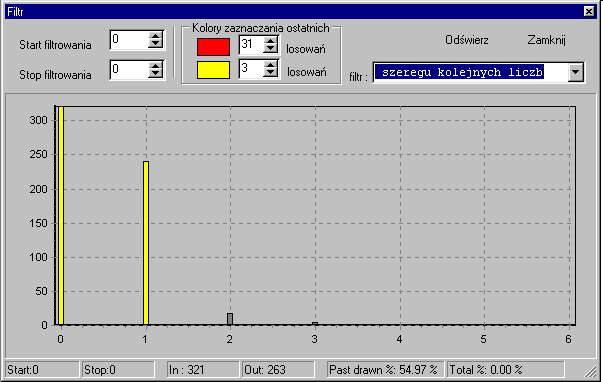 Filtr
Start filtrowania 0
Stop filtrowania 0
Kolory zaznaczania ostatnich
31 losowań
3 losowań
Odświerz Zamknij
filtr : szeregu kolejnych liczb
300
250
200
150
100
50
0
0 1 2 3 4 5 6
Start:0 Stop:0 In : 321 Out: 263 Past drawn %: 54.97 % Total %: 0.00 %